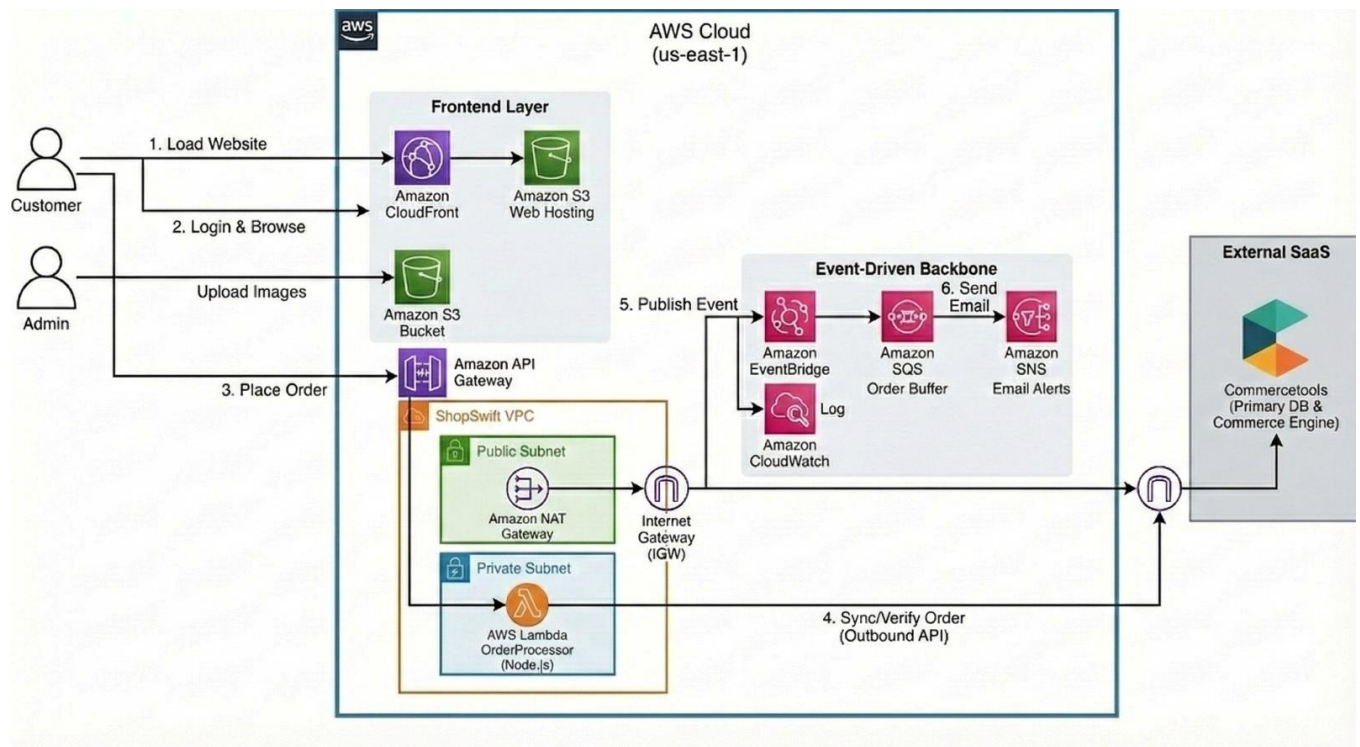 aws
AWS Cloud
(us-east-1)
Frontend Layer
1. Load Website
Customer
Amazon
CloudFront
Amazon S3
Web Hosting
2. Login & Browse
Admin
Upload Images
Amazon S3
Bucket
3. Place Order
Amazon API
Gateway
ShopSwift VPC
Public Subnet
Amazon NAT
Gateway
Internet
Gateway
(IGW)
Private Subnet
AWS Lambda
OrderProcessor
(Node.js)
4. Sync/Verify Order
(Outbound API)
5. Publish Event
Event-Driven Backbone
6. Send
Email
Amazon
EventBridge
Amazon
SQS
Order Buffer
Amazon
SNS
Email Alerts
Log
Amazon
CloudWatch
External SaaS
Commercetools
(Primary DB &
Commerce Engine)